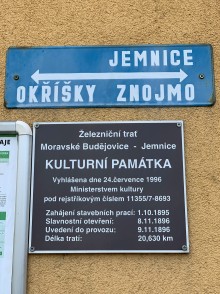 JEMNICE
OKŘÍŠKY ZNOJMO
AJE
Železniční trať
Moravské Budějovice - Jemnice
KULTURNÍ PAMÁTKA
Vyhlášena dne 24.července 1996
Ministerstvem kultury
pod rejstříkovým číslem 11355/7-8693
Zahájení stavebních prací: 1.10.1895
Slavnostní otevření: 8.11.1896
Uvedení do provozu: 9.11.1896
Délka trati: 20,630 km